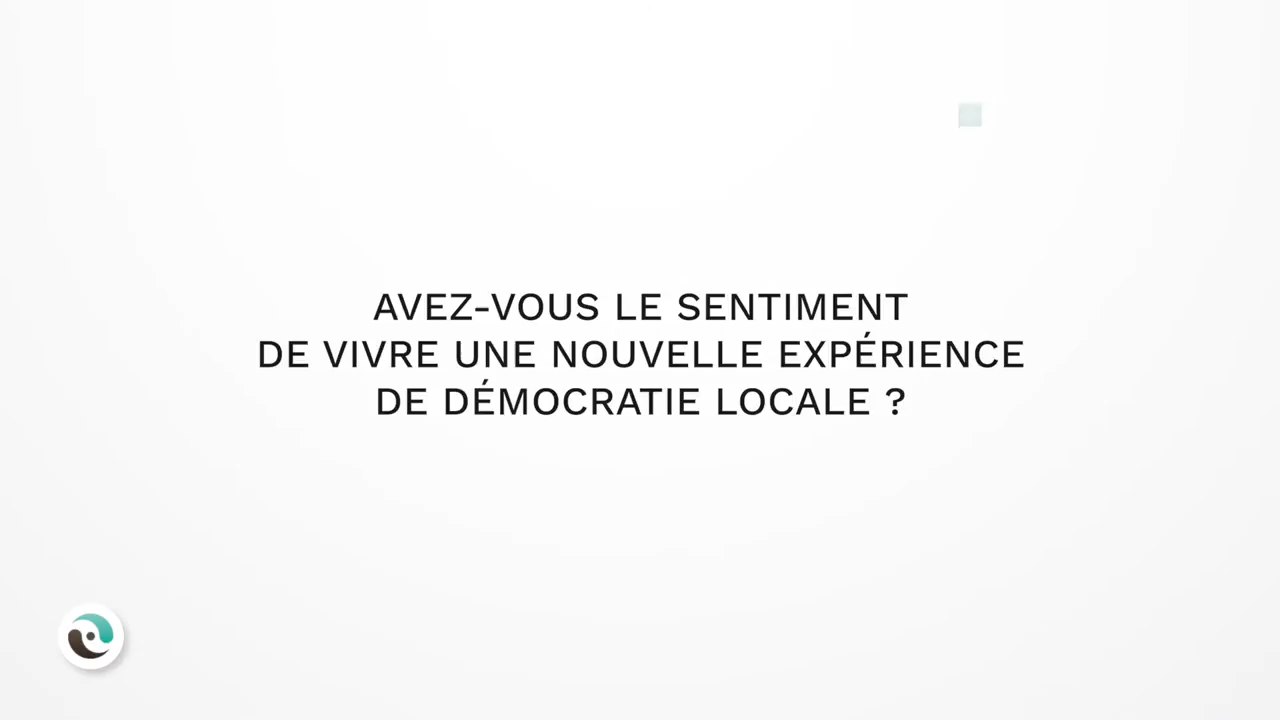 AVEZ-VOUS LE SENTIMENT
DE VIVRE UNE NOUVELLE EXPÉRIENCE
DE DÉMOCRATIE LOCALE ?